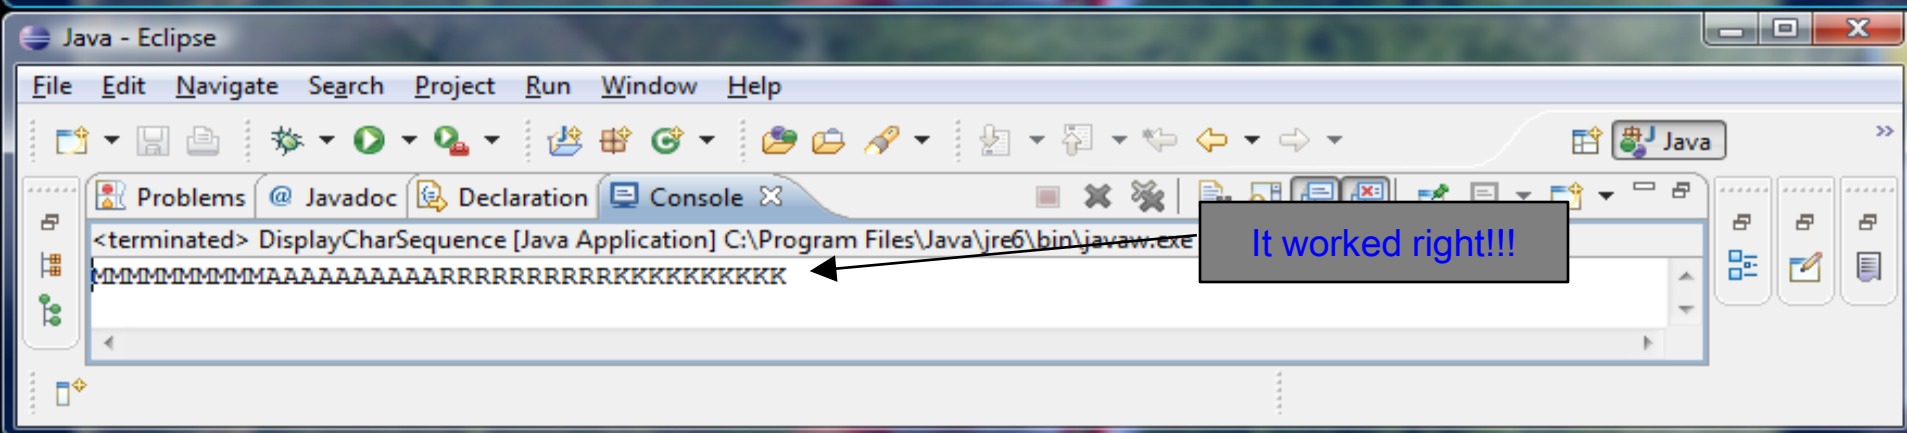 Java - Eclipse
File Edit Navigate Search Project Run Window Help
Java
Problems @ Javadoc Declaration Console
<terminated> DisplayCharSequence [Java Application] C:\Program Files\Java\jre6\bin\javaw.exe
It worked right!!!
MMMMMMMMMMAAAAAAAAAARRRRRRRRRRKKKKKKKKKK